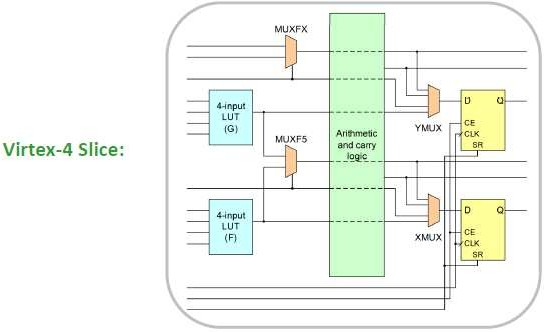 Virtex-4 Slice:
MUXFX
4-input
LUT
(G)
MUXF5
4-input
LUT
(F)
Arithmetic
and carry
logic
YMUX
D Q
CE
CLK
SR
XMUX
D Q
CE
CLK
SR